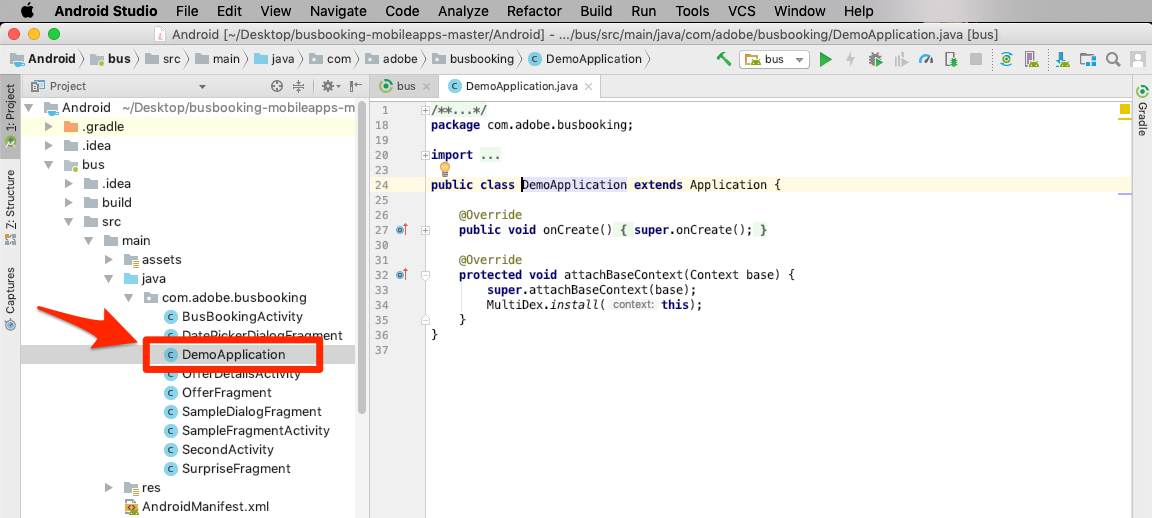 Android Studio File Edit View Navigate Code Analyze Refactor Build Run Tools VCS Window Help
Android [~/Desktop/busbooking-mobileapps-master/Android] - .../bus/src/main/java/com/adobe/busbooking/DemoApplication.java [bus]
Android bus src main java com adobe busbooking DemoApplication bus
1: Project
Z: Structure
Captures
Project
Android ~/Desktop/busbooking-mobileapps-m
.gradle
.idea
bus
.idea
build
src
main
assets
java
com.adobe.busbooking
BusBookingActivity
DatePickerDialogFragment
DemoApplication
OfferDetailsActivity
OfferFragment
SampleDialogFragment
SampleFragmentActivity
SecondActivity
SurpriseFragment
res
AndroidManifest.xml
bus DemoApplication.java
1 /**...*/
18 package com.adobe.busbooking;
19
20 import ...
23
24 public class DemoApplication extends Application {
25
26 @Override
27 public void onCreate() { super.onCreate(); }
30
31 @Override
32 protected void attachBaseContext(Context base) {
33 super.attachBaseContext(base);
34 MultiDex.install( context: this);
35 }
36 }
37
Gradle